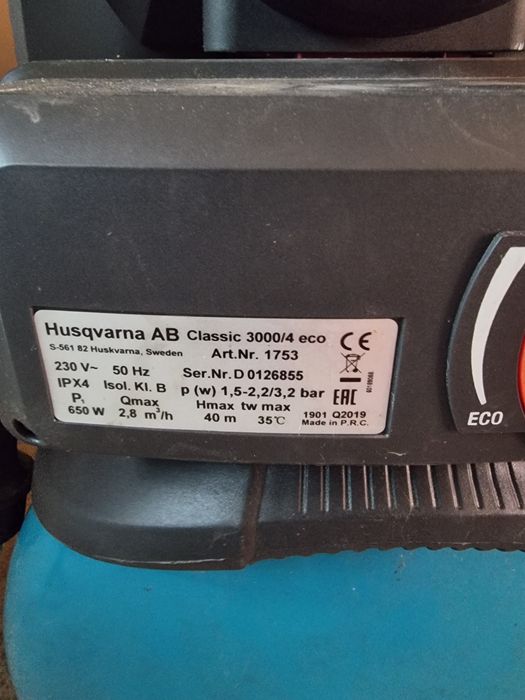 Husqvarna AB Classic 3000/4 eco
S-561 82 Huskvarna, Sweden Art.Nr. 1753
230 V~ 50 Hz Ser.Nr.D 0126855
IPX4 Isol. Kl. B p (w) 1,5-2,2/3,2 bar
P₁ Qmax Hmax tw max
650 W 2,8 m³/h 40 m 35℃
CE
EAC
1901 Q2019
Made in P.R.C.
ECO